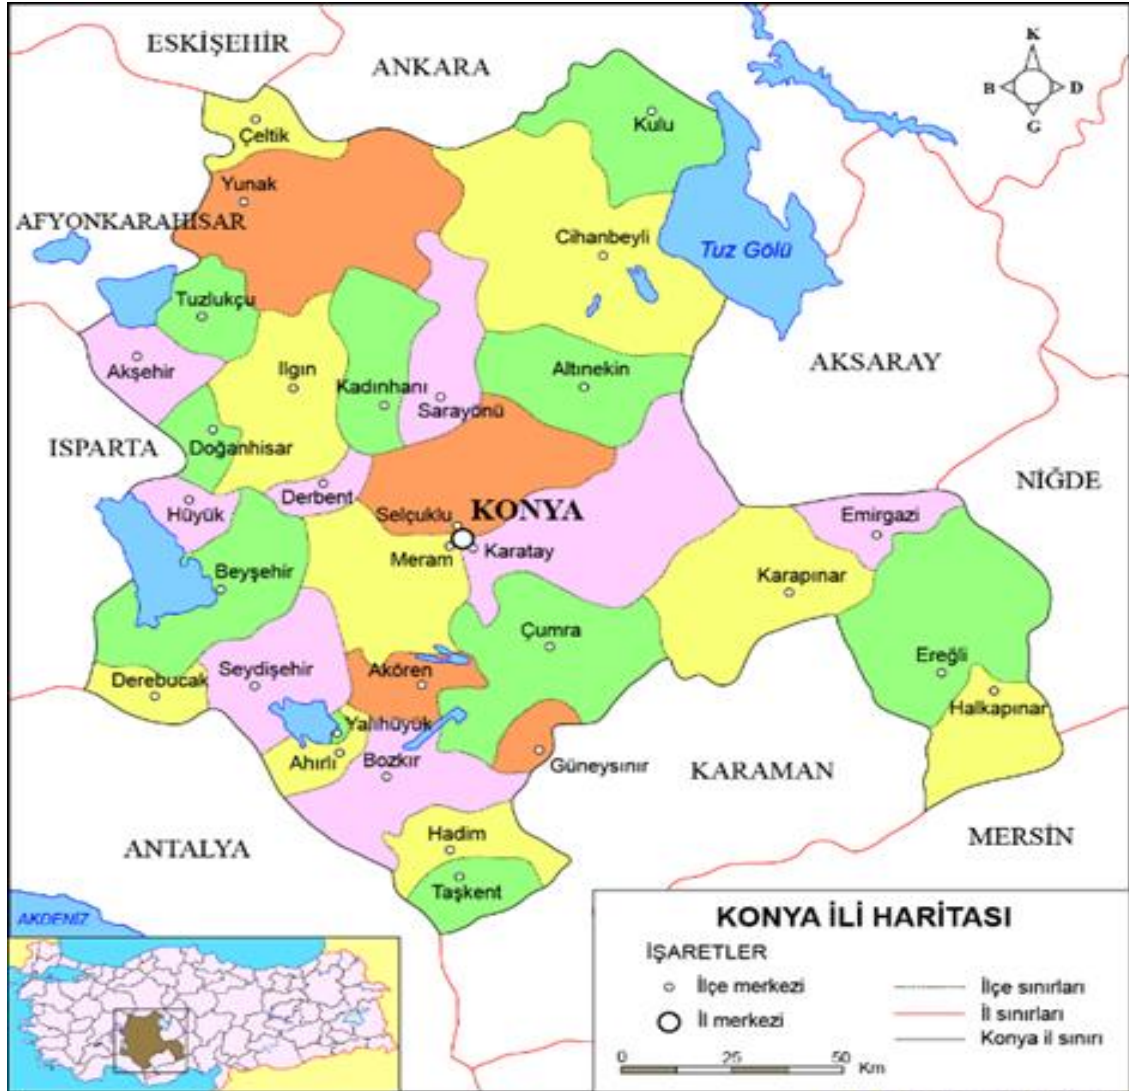 ESKİŞEHİR
ANKARA
K
B D
G
Çeltik
Kulu
Yunak
AFYONKARAHİSAR
Cihanbeyli
Tuz Gölü
Tuzlukçu
Akşehir
Ilgın
Kadınhanı
Sarayönü
Altınekin
AKSARAY
ISPARTA
Doğanhisar
NİĞDE
Hüyük
Derbent
Selçuklu
KONYA
Emirgazi
Meram
Karatay
Beyşehir
Karapınar
Çumra
Derebucak
Seydişehir
Akören
Ereğli
Halkapınar
Yalıhüyük
Ahırlı
Bozkır
Güneysınır
KARAMAN
ANTALYA
Hadim
MERSİN
Taşkent
AKDENİZ
KONYA İLİ HARİTASI
İŞARETLER
İlçe merkezi
İl merkezi
İlçe sınırları
İl sınırları
Konya il sınırı
0 25 50
Km